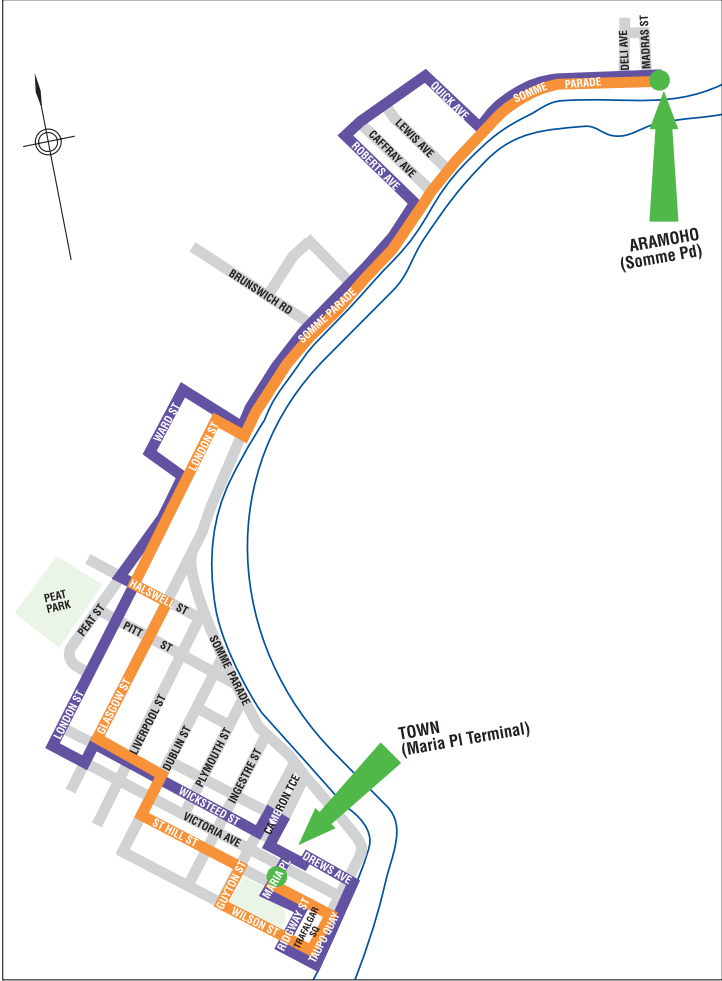 DELI AVE
MADRAS ST
SOMME PARADE
QUICK AVE
LEWIS AVE
CAFFRAY AVE
ROBERTS AVE
ARAMOHO
(Somme Pd)
BRUNSWICH RD
SOMME PARADE
WARD ST
LONDON ST
PEAT
PARK
HALSWELL ST
PEAT ST
PITT ST
SOMME PARADE
LONDON ST
GLASGOW ST
LIVERPOOL ST
DUBLIN ST
PLYMOUTH ST
INGESTRE ST
CAMERON TCE
TOWN
(Maria Pl Terminal)
WICKSTEED ST
VICTORIA AVE
ST HILL ST
DREWS AVE
MARIA PL
GUYTON ST
WILSON ST
RIDGWAY ST
TRAFALGAR
SQ
TAUPO QUAY